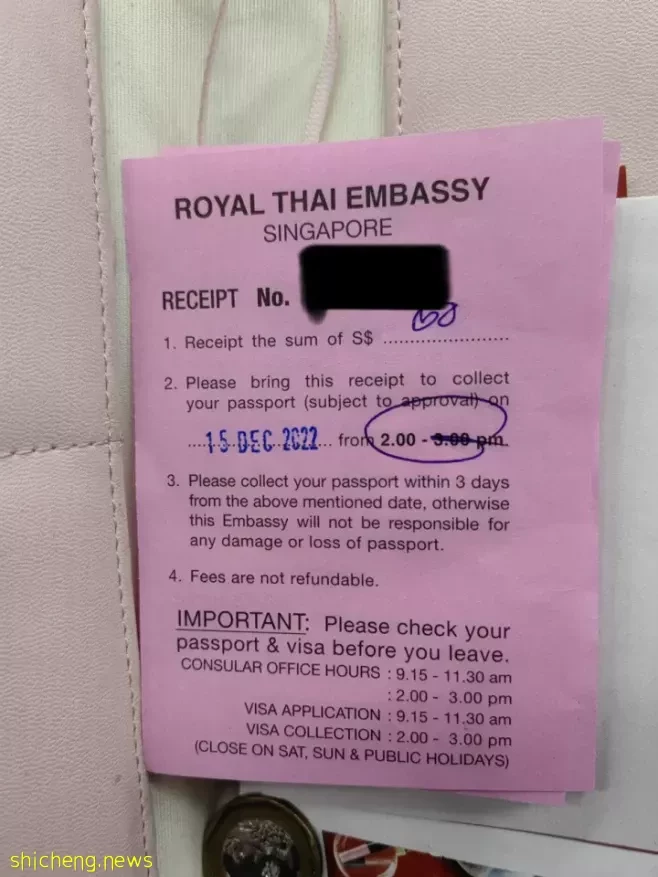 ROYAL THAI EMBASSY
SINGAPORE
RECEIPT No.
1. Receipt the sum of S$ ........................
2. Please bring this receipt to collect
your passport (subject to approval) on
15 DEC 2022 from 2.00 - 3.00 pm.
3. Please collect your passport within 3 days
from the above mentioned date, otherwise
this Embassy will not be responsible for
any damage or loss of passport.
4. Fees are not refundable.
IMPORTANT: Please check your
passport & visa before you leave.
CONSULAR OFFICE HOURS : 9.15 - 11.30 am
: 2.00 - 3.00 pm
VISA APPLICATION : 9.15 - 11.30 am
VISA COLLECTION : 2.00 - 3.00 pm
(CLOSE ON SAT, SUN & PUBLIC HOLIDAYS)
shicheng.news